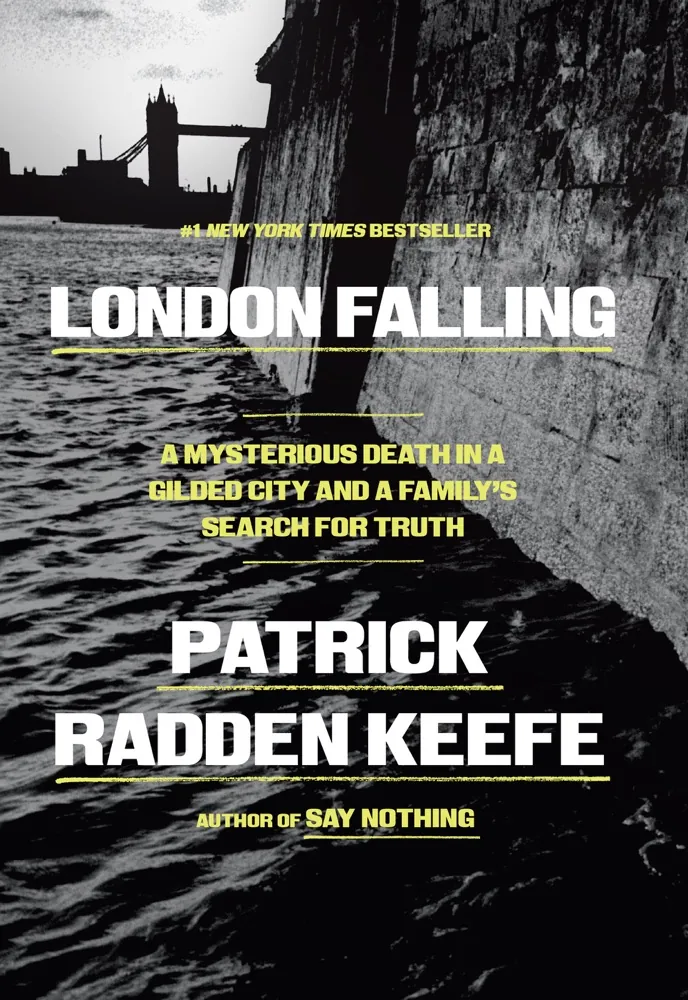 #1 NEW YORK TIMES BESTSELLER
LONDON FALLING
A MYSTERIOUS DEATH IN A
GILDED CITY AND A FAMILY'S
SEARCH FOR TRUTH
PATRICK
RADDEN KEEFE
AUTHOR OF SAY NOTHING